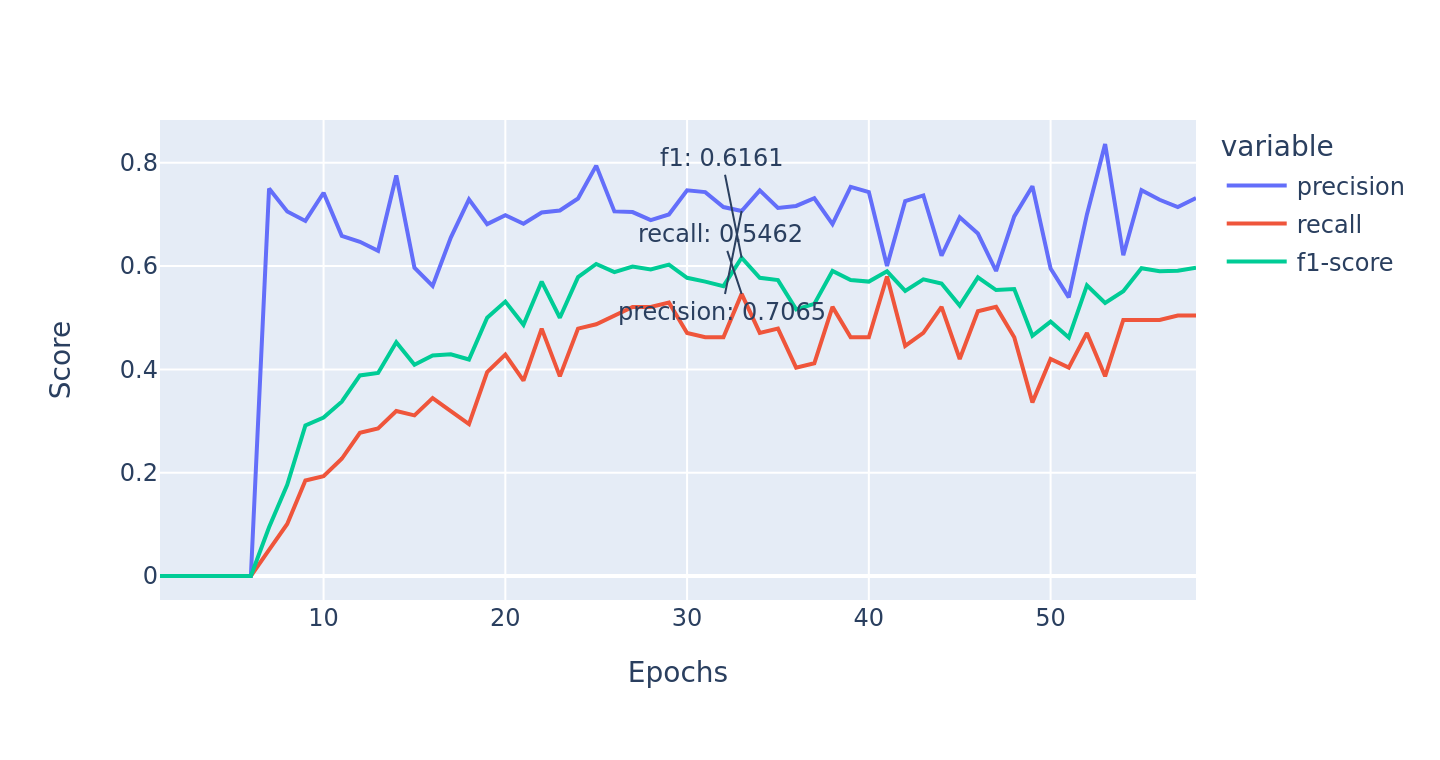 f1: 0.6161
recall: 0.5462
precision: 0.7065
0.8
0.6
0.4
0.2
0
Score
10 20 30 40 50
Epochs
variable
precision
recall
f1-score